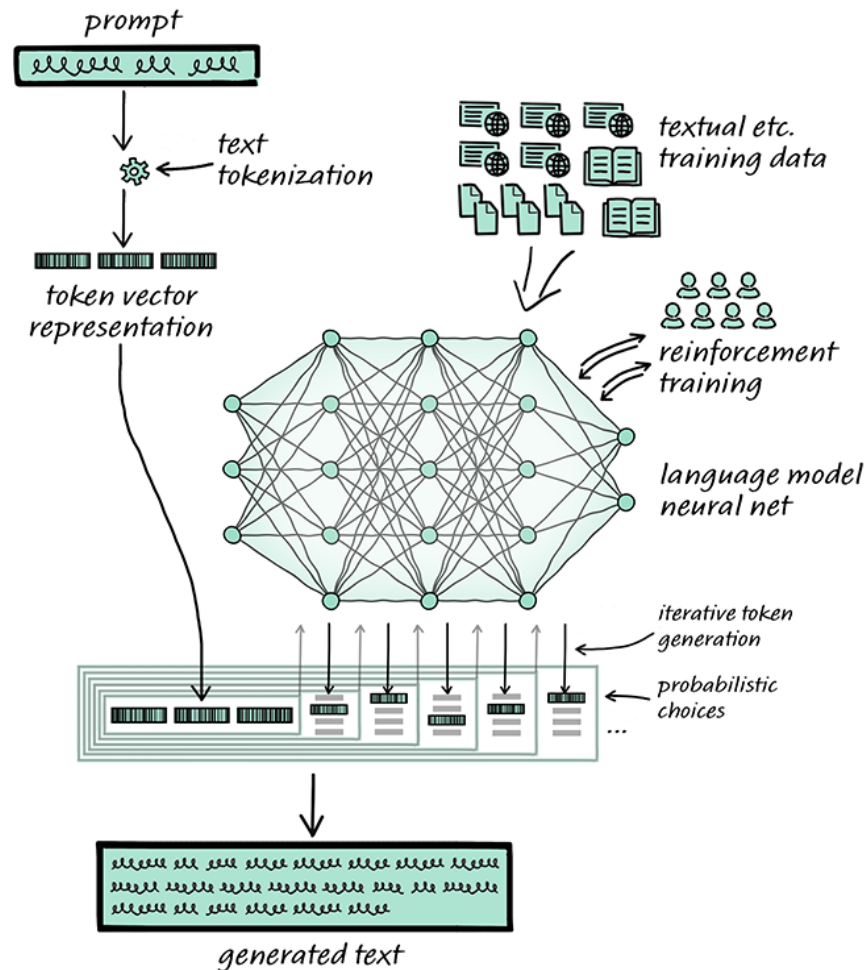 prompt
text
tokenization
token vector
representation
textual etc.
training data
reinforcement
training
language model
neural net
iterative token
generation
probabilistic
choices
...
generated text